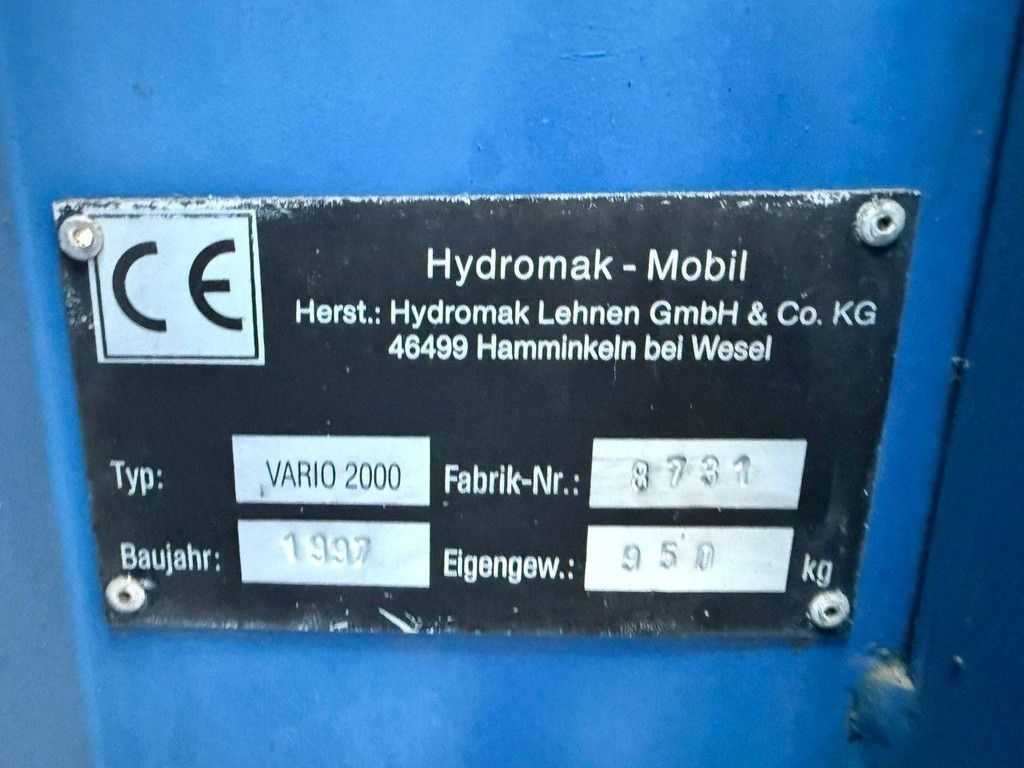 CE
Hydromak - Mobil
Herst.: Hydromak Lehnen GmbH & Co. KG
46499 Hamminkeln bei Wesel
Typ: VARIO 2000 Fabrik-Nr.: 8731
Baujahr: 1997 Eigengew.: 950 kg